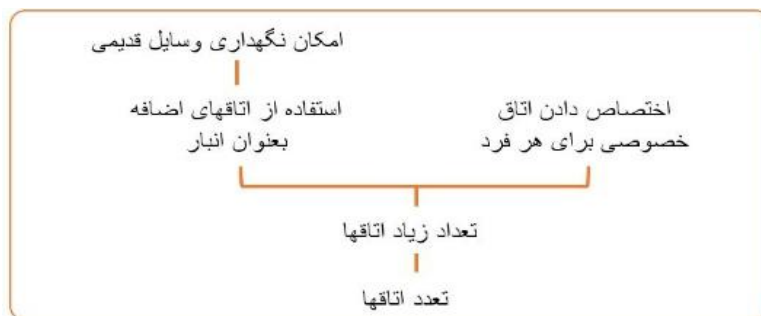 امکان نگهداری وسایل قدیمی
اختصاص دادن اتاق
خصوصی برای هر فرد
استفاده از اتاقهای اضافه
بعنوان انبار
تعداد زیاد اتاقها
تعدد اتاقها